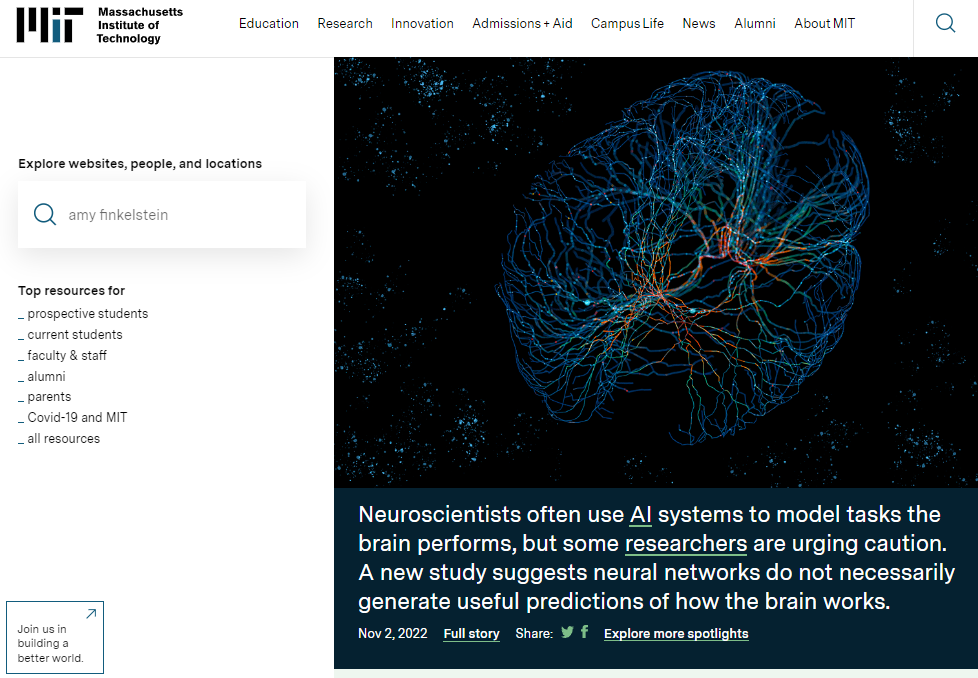 Massachusetts
Institute of
Technology
Education Research Innovation Admissions + Aid Campus Life News Alumni About MIT
Explore websites, people, and locations
amy finkelstein
Top resources for
_ prospective students
_ current students
_ faculty & staff
_ alumni
_ parents
_ Covid-19 and MIT
_ all resources
Join us in
building a
better world.
Neuroscientists often use AI systems to model tasks the
brain performs, but some researchers are urging caution.
A new study suggests neural networks do not necessarily
generate useful predictions of how the brain works.
Nov 2, 2022 Full story Share: Explore more spotlights